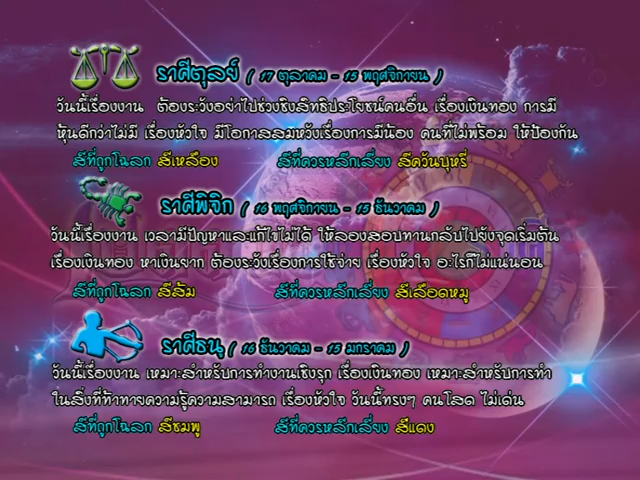 ราศีตุลย์ ( 17 ตุลาคม - 15 พฤศจิกายน )
วันนี้เรื่องงาน ต้องระวังอย่าไปช่วงชิงสิทธิประโยชน์คนอื่น เรื่องเงินทอง การมี
หุ้นดีกว่าไม่มี เรื่องหัวใจ มีโอกาสสมหวังเรื่องการมีน้อง คนที่ไม่พร้อม ให้ป้องกัน
สีที่ถูกโฉลก สีเหลือง สีที่ควรหลีกเลี่ยง สีควันบุหรี่
ราศีพิจิก ( 16 พฤศจิกายน - 15 ธันวาคม )
วันนี้เรื่องงาน เวลามีปัญหาและแก้ไขไม่ได้ ให้ลองสอบทานกลับไปยังจุดเริ่มต้น
เรื่องเงินทอง หาเงินยาก ต้องระวังเรื่องการใช้จ่าย เรื่องหัวใจ อะไรก็ไม่แน่นอน
สีที่ถูกโฉลก สีส้ม สีที่ควรหลีกเลี่ยง สีเลือดหมู
ราศีธนู ( 16 ธันวาคม - 15 มกราคม )
วันนี้เรื่องงาน เหมาะสำหรับการทำงานเชิงรุก เรื่องเงินทอง เหมาะสำหรับการทำ
ในสิ่งที่ท้าทายความรู้ความสามารถ เรื่องหัวใจ วันนี้ทรงๆ คนโสด ไม่เด่น
สีที่ถูกโฉลก สีชมพู สีที่ควรหลีกเลี่ยง สีแดง